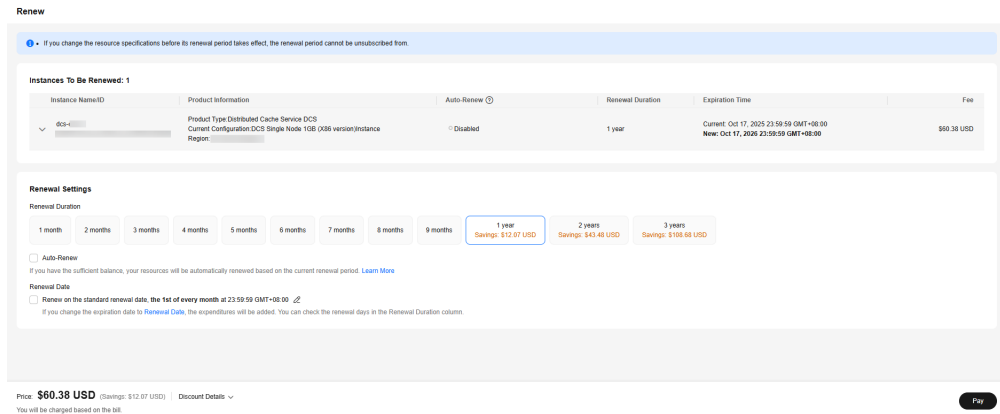 Renew
• If you change the resource specifications before its renewal period takes effect, the renewal period cannot be unsubscribed from.
Instances To Be Renewed: 1
Instance Name/ID Product Information Auto-Renew Renewal Duration Expiration Time Fee
dcs-
Product Type:Distributed Cache Service DCS
Current Configuration:DCS Single Node 1GB (X86 version)Instance
Region:
Disabled
1 year
Current: Oct 17, 2025 23:59:59 GMT+08:00
New: Oct 17, 2026 23:59:59 GMT+08:00
$60.38 USD
Renewal Settings
Renewal Duration
1 month 2 months 3 months 4 months 5 months 6 months 7 months 8 months 9 months 1 year 2 years 3 years
Savings: $12.07 USD Savings: $43.48 USD Savings: $108.68 USD
Auto-Renew
If you have the sufficient balance, your resources will be automatically renewed based on the current renewal period. Learn More
Renewal Date
Renew on the standard renewal date, the 1st of every month at 23:59:59 GMT+08:00
If you change the expiration date to Renewal Date, the expenditures will be added. You can check the renewal days in the Renewal Duration column.
Price: $60.38 USD (Savings: $12.07 USD) Discount Details
Pay
You will be charged based on the bill.